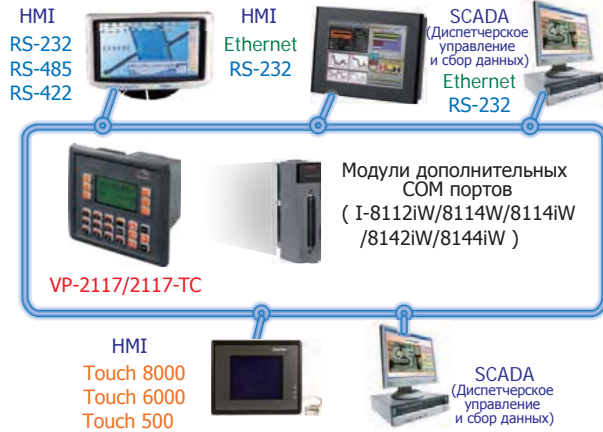 HMI
RS-232
RS-485
RS-422
HMI
Ethernet
RS-232
SCADA
(Диспетчерское
управление
и сбор данных)
Ethernet
RS-232
Модули дополнительных
COM портов
( I-8112iW/8114W/8114iW
/8142iW/8144iW )
VP-2117/2117-TC
HMI
Touch 8000
Touch 6000
Touch 500
SCADA
(Диспетчерское
управление
и сбор данных)